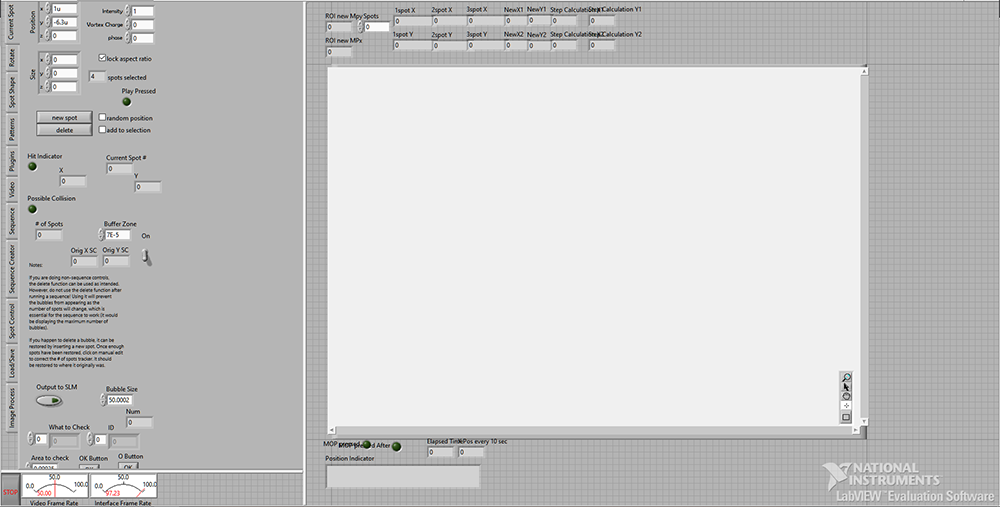 Current Spot
Rotate
Spot Shape
Patterns
Plugins
Video
Sequence
Sequence Creator
Spot Control
Load/Save
Image Process
Position
x 1u
y -6.3u
z 0
Intensity 1
Vortex Charge 0
phase 0
Size
x 0
y 0
z 0
lock aspect ratio
4 spots selected
Play Pressed
new spot
random position
delete
add to selection
Hit Indicator
Current Spot #
0
X
0
Y
0
Possible Collision
# of Spots
0
Buffer Zone
7E-5
On
Orig X SC
0
Orig Y SC
0
Notes:
If you are doing non-sequence controls,
the delete function can be used as intended.
However, do not use the delete function after
running a sequence! Using it will prevent
the bubbles from appearing as the
number of spots will change, which is
essential for the sequence to work (it would
be displaying the maximum number of
bubbles).
If you happen to delete a bubble, it can be
restored by inserting a new spot. Once enough
spots have been restored, click on manual edit
to correct the # of spots tracker. It should
be restored to where it originally was.
Output to SLM
Bubble Size
50.0002
Num
0
What to Check
0
0
ID
0
0
Area to check
0.00025
OK Button
OK
O Button
OK
STOP
0.0 50.0 100.0
50.00
Video Frame Rate
0.0 50.0 100.0
97.23
Interface Frame Rate
ROI new Mpy
0
Spots
0
1spot X
0
2spot X
0
3spot X
0
NewX1
0
NewY1
0
Step Calculation X1
0
Step Calculation Y1
0
ROI new MPx
0
1spot Y
0
2spot Y
0
3spot Y
0
NewX2
0
NewY2
0
Step Calculation X2
0
Step Calculation Y2
0
MOP pressed
MOP pressed After
Elapsed Time
0
XPos every 10 sec
0
Position Indicator
NATIONAL
INSTRUMENTS
LabVIEW™ Evaluation Software